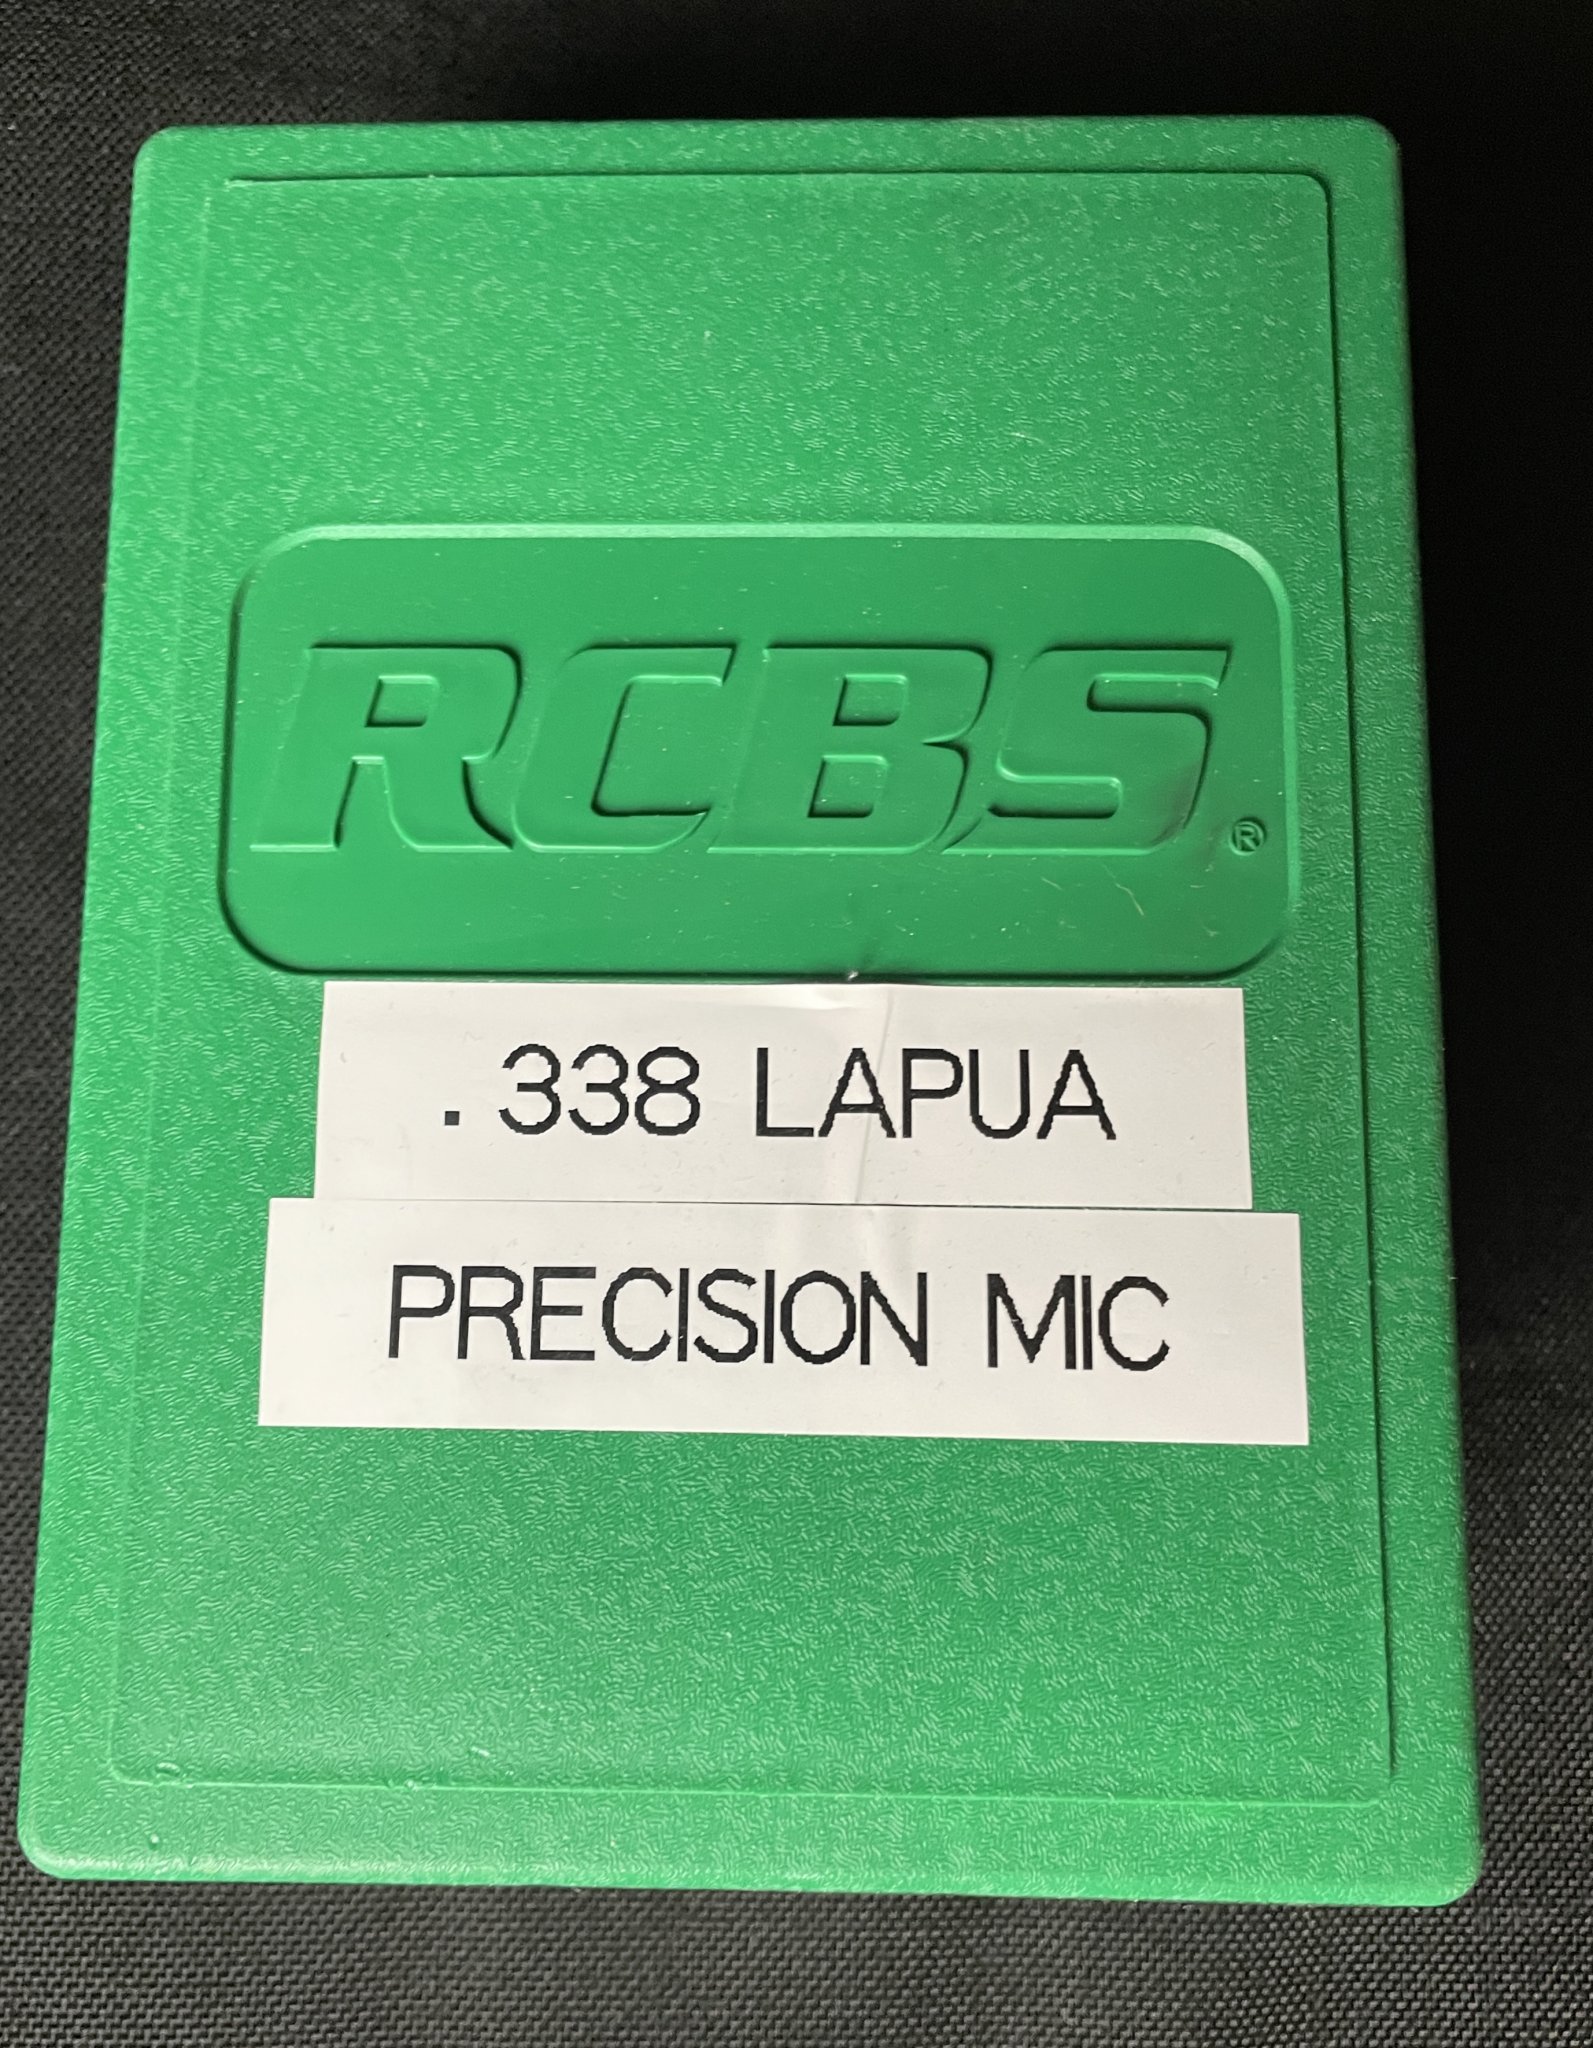 RCBS.®
.338 LAPUA
PRECISION MIC